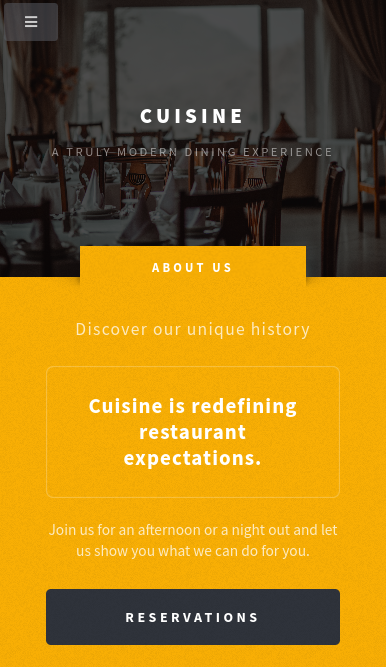 CUISINE
A TRULY MODERN DINING EXPERIENCE
ABOUT US
Discover our unique history
Cuisine is redefining
restaurant
expectations.
Join us for an afternoon or a night out and let
us show you what we can do for you.
RESERVATIONS